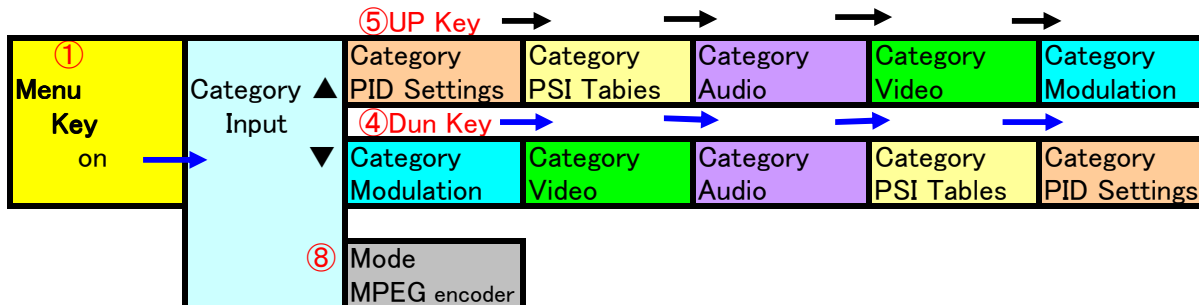 ⑤UP Key
①
Menu
Key
on
Category ▲
Input
▼
Category
PID Settings
Category
PSI Tabies
Category
Audio
Category
Video
Category
Modulation
④Dun Key
Category
Modulation
Category
Video
Category
Audio
Category
PSI Tables
Category
PID Settings
⑧
Mode
MPEG encoder